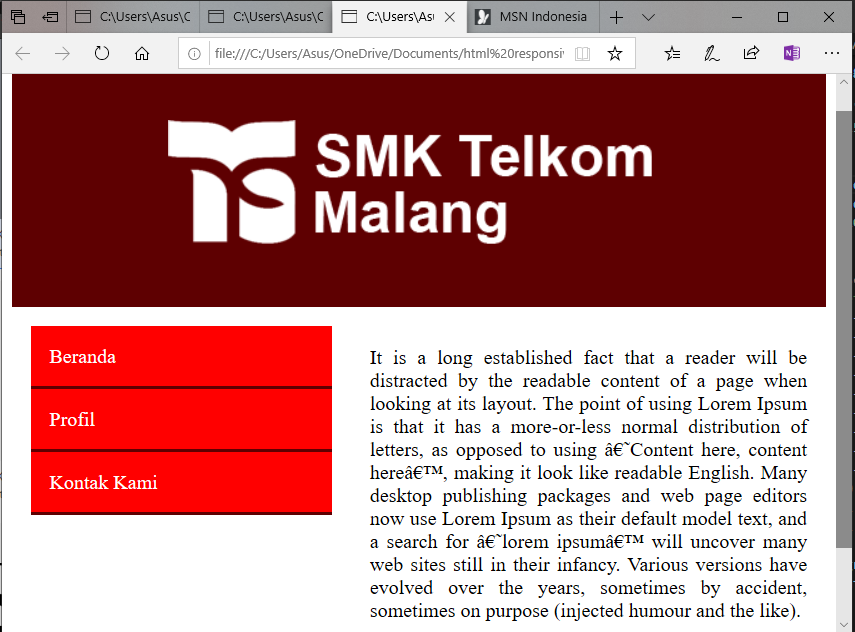 C:\Users\Asus\C
C:\Users\Asus\C
C:\Users\Asu
MSN Indonesia
file:///C:/Users/Asus/OneDrive/Documents/html%20responsiv
SMK Telkom
Malang
Beranda
Profil
Kontak Kami
It is a long established fact that a reader will be
distracted by the readable content of a page when
looking at its layout. The point of using Lorem Ipsum
is that it has a more-or-less normal distribution of
letters, as opposed to using â€˜Content here, content
hereâ€™, making it look like readable English. Many
desktop publishing packages and web page editors
now use Lorem Ipsum as their default model text, and
a search for â€˜lorem ipsumâ€™ will uncover many
web sites still in their infancy. Various versions have
evolved over the years, sometimes by accident,
sometimes on purpose (injected humour and the like).